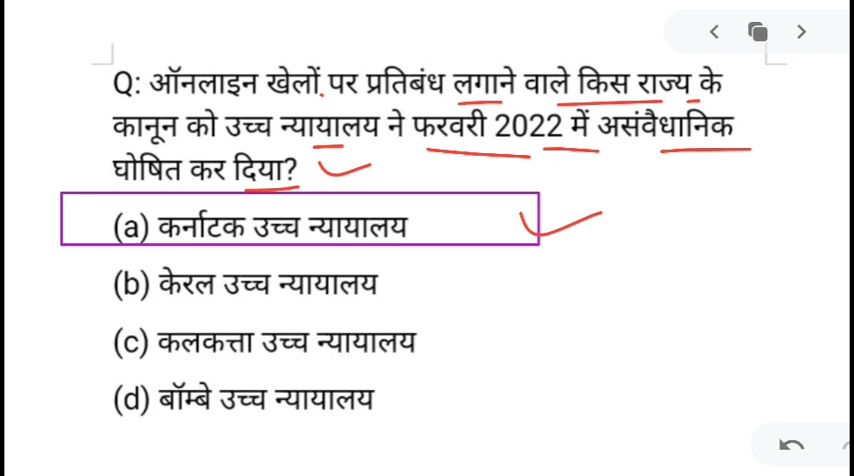 Q: ऑनलाइन खेलों पर प्रतिबंध लगाने वाले किस राज्य के
कानून को उच्च न्यायालय ने फरवरी 2022 में असंवैधानिक
घोषित कर दिया?
(a) कर्नाटक उच्च न्यायालय
(b) केरल उच्च न्यायालय
(c) कलकत्ता उच्च न्यायालय
(d) बॉम्बे उच्च न्यायालय